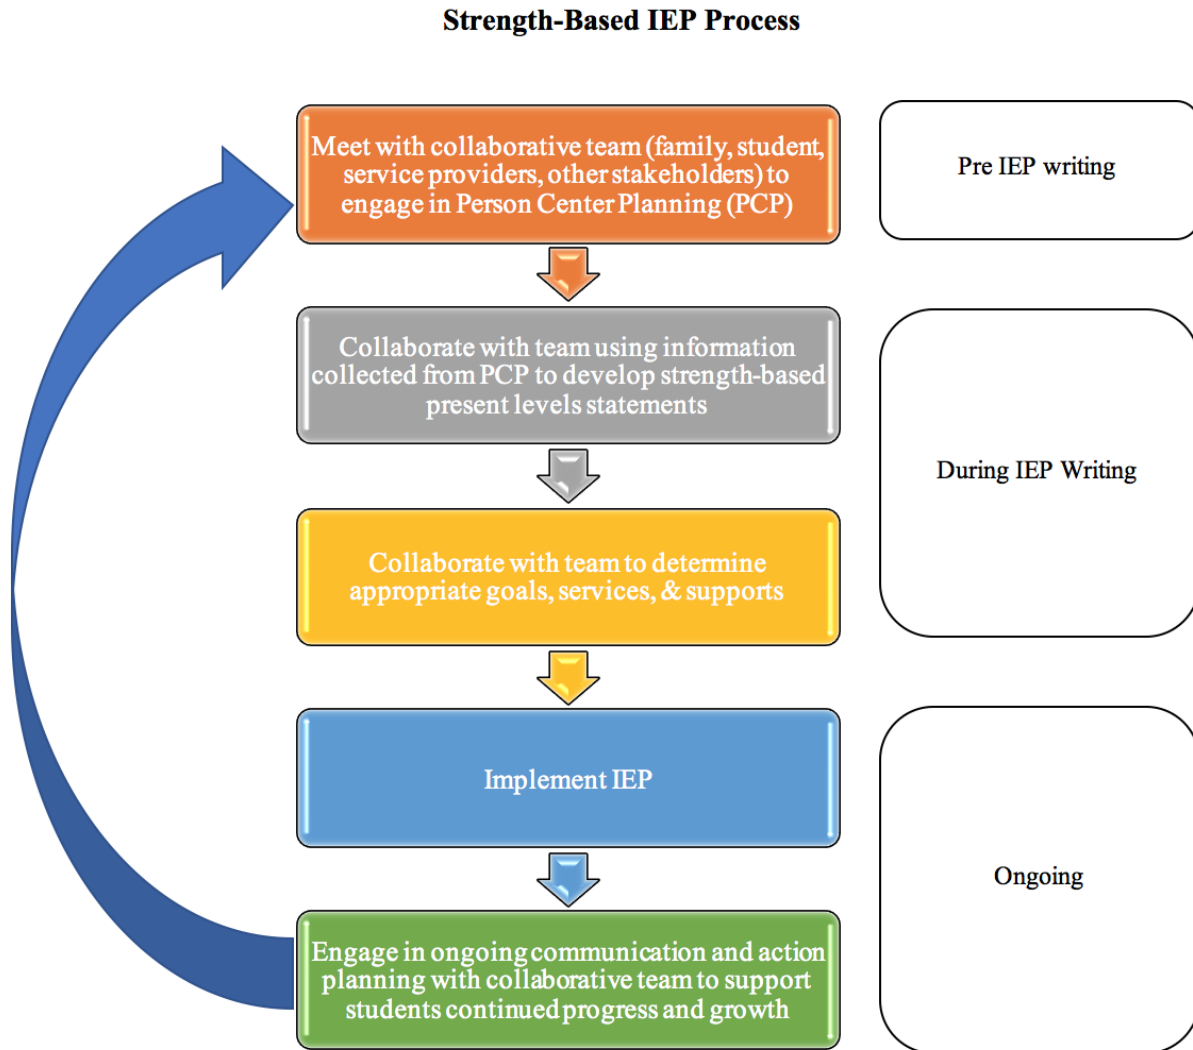 Strength-Based IEP Process
Meet with collaborative team (family, student,
service providers, other stakeholders) to
engage in Person Center Planning (PCP)
Pre IEP writing
Collaborate with team using information
collected from PCP to develop strength-based
present levels statements
During IEP Writing
Collaborate with team to determine
appropriate goals, services, & supports
Implement IEP
Ongoing
Engage in ongoing communication and action
planning with collaborative team to support
students continued progress and growth